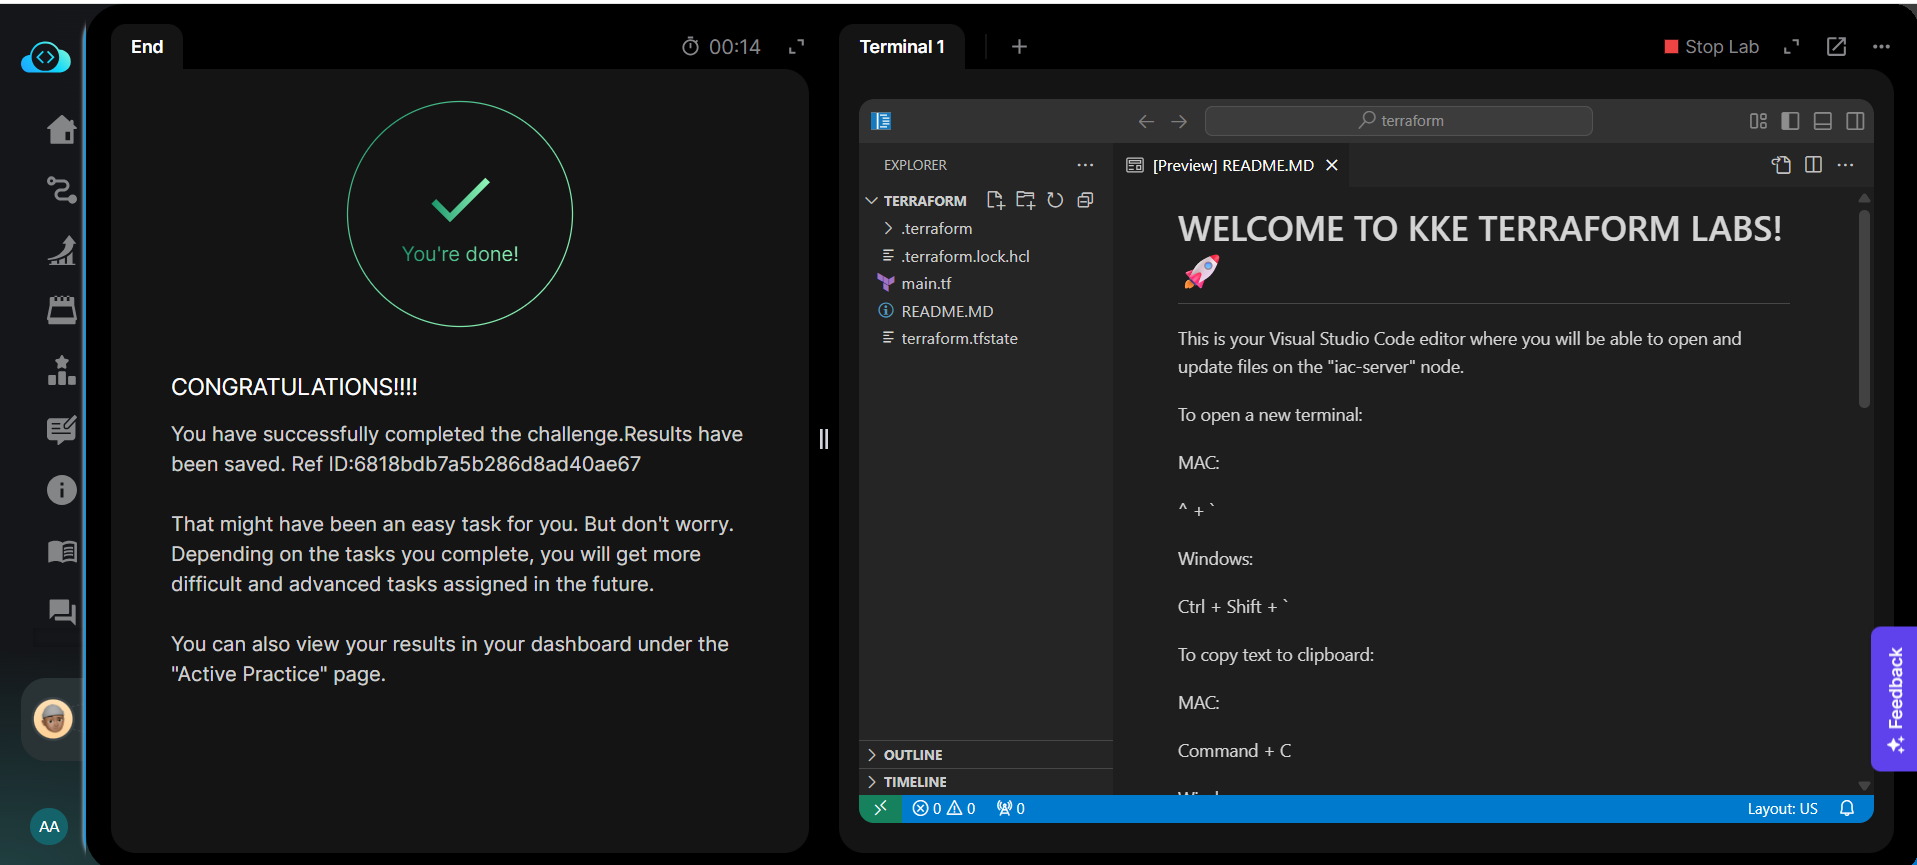 End
00:14
You're done!
CONGRATULATIONS!!!!
You have successfully completed the challenge.Results have
been saved. Ref ID:6818bdb7a5b286d8ad40ae67
That might have been an easy task for you. But don't worry.
Depending on the tasks you complete, you will get more
difficult and advanced tasks assigned in the future.
You can also view your results in your dashboard under the
"Active Practice" page.
AA
Terminal 1
Stop Lab
terraform
EXPLORER
TERRAFORM
.terraform
.terraform.lock.hcl
main.tf
README.MD
terraform.tfstate
OUTLINE
TIMELINE
[Preview] README.MD
WELCOME TO KKE TERRAFORM LABS!
🚀
This is your Visual Studio Code editor where you will be able to open and
update files on the "iac-server" node.
To open a new terminal:
MAC:
^ + `
Windows:
Ctrl + Shift + `
To copy text to clipboard:
MAC:
Command + C
0 0 0
Layout: US
Feedback